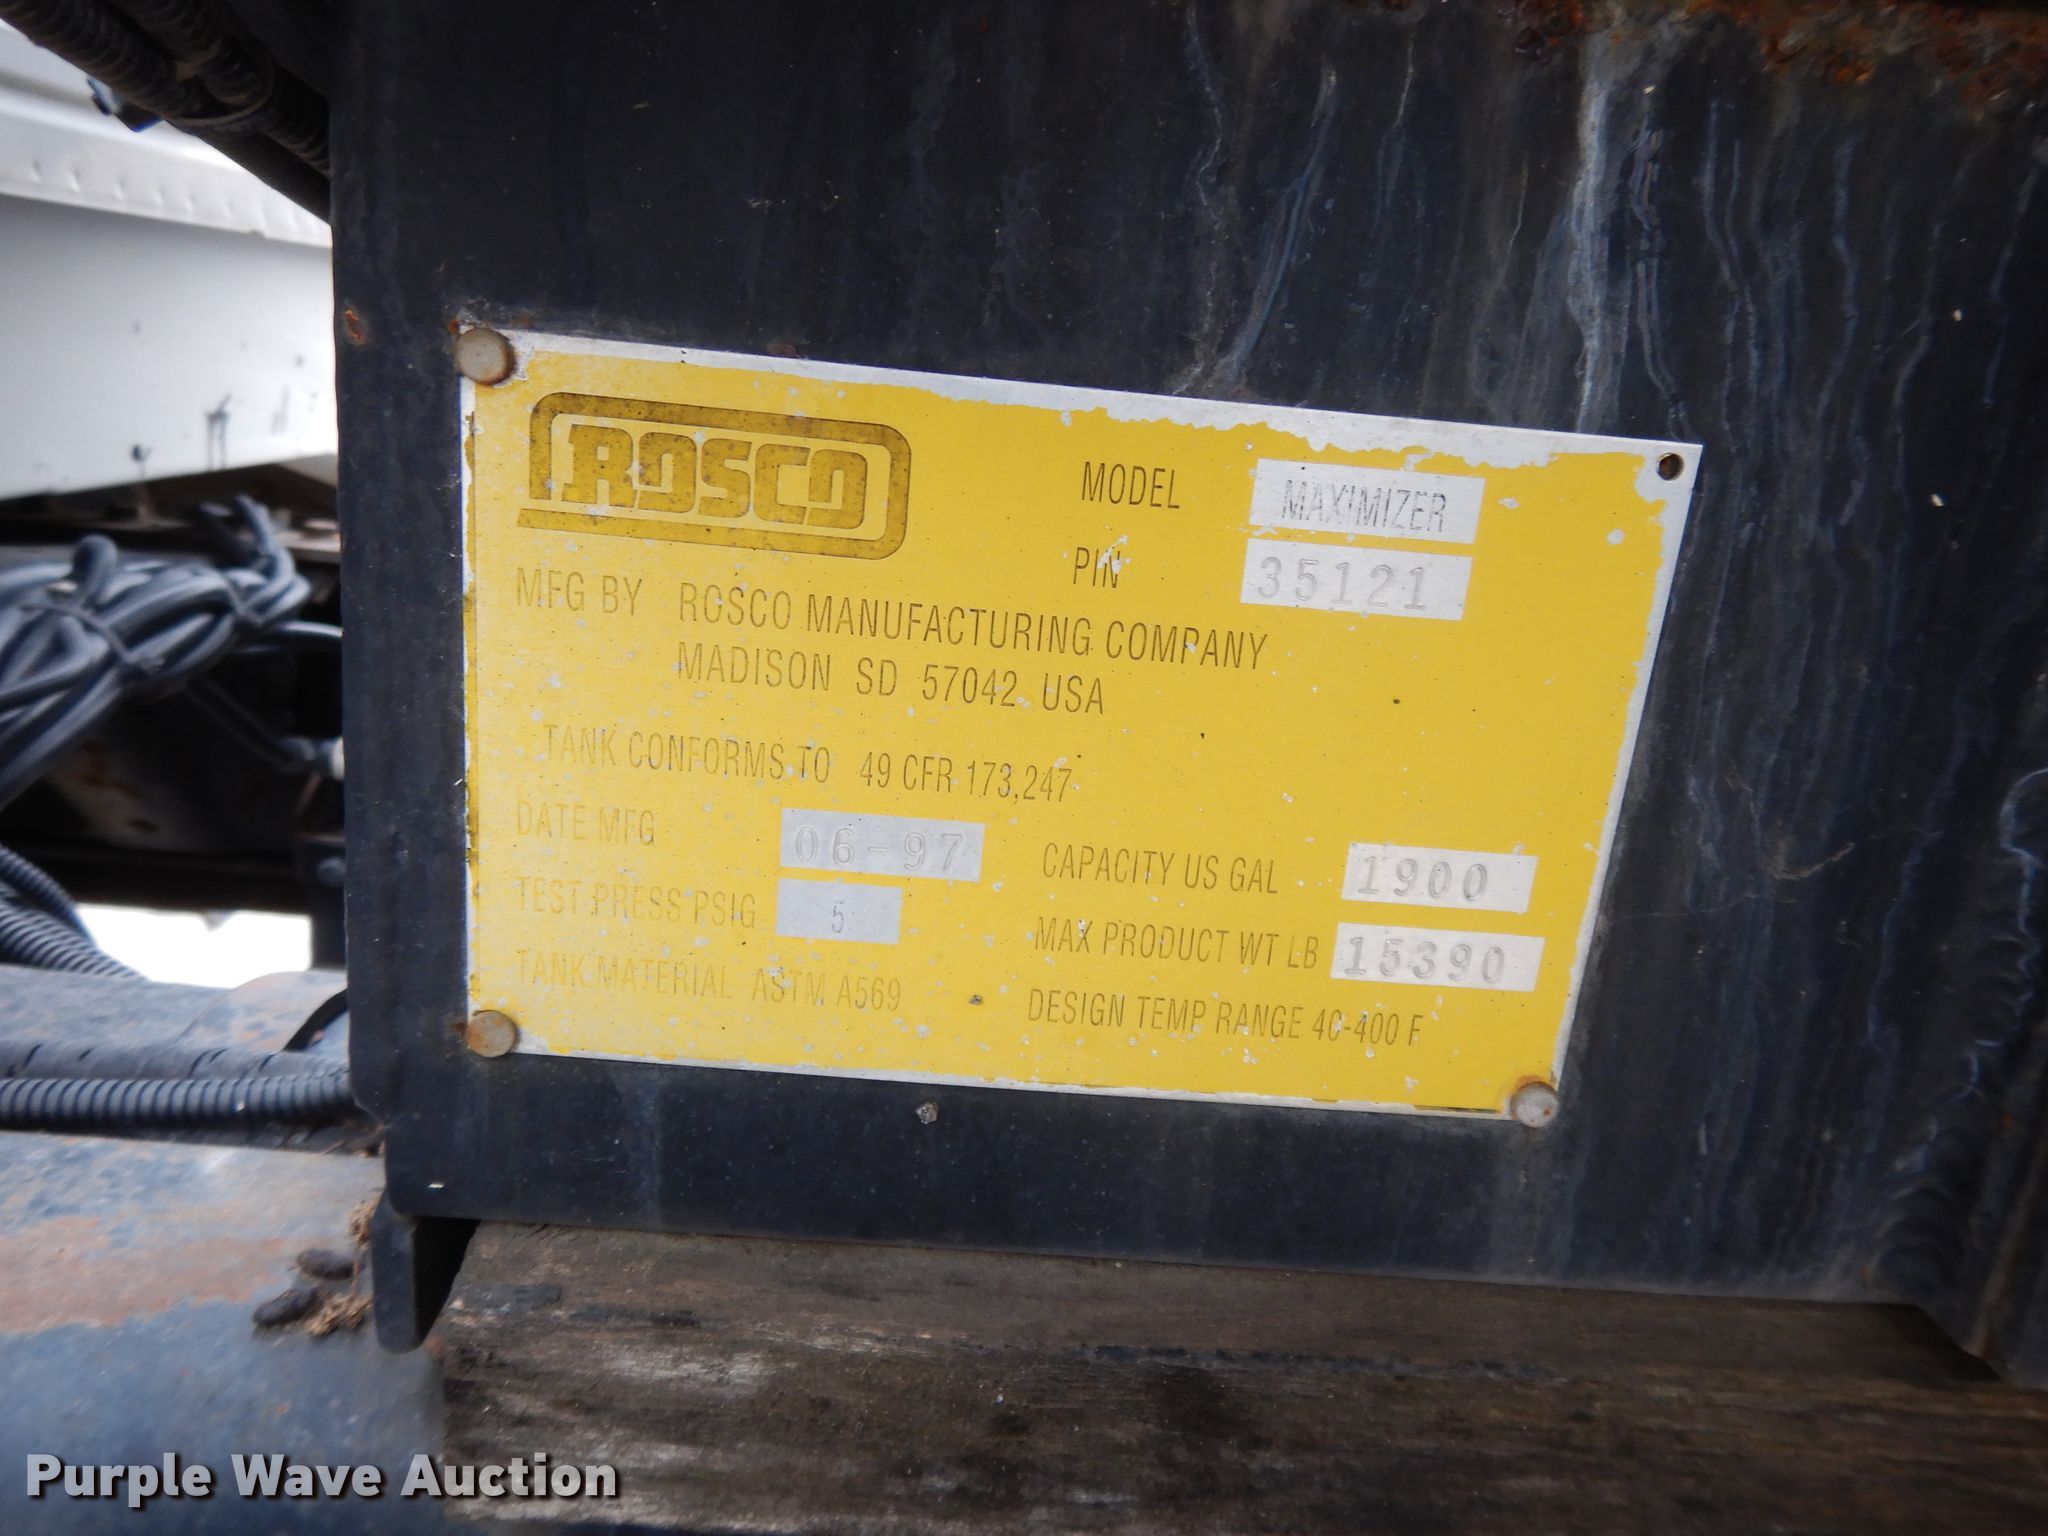 ROSCO
MODEL MAXIMIZER
PIN 35121
MFG BY ROSCO MANUFACTURING COMPANY
MADISON SD 57042 USA
TANK CONFORMS TO 49 CFR 173,247
DATE MFG 06-97
CAPACITY US GAL 1900
TEST PRESS PSIG 5
MAX PRODUCT WT LB 15390
TANK MATERIAL ASTM A569
DESIGN TEMP RANGE 40-400 F
Purple Wave Auction